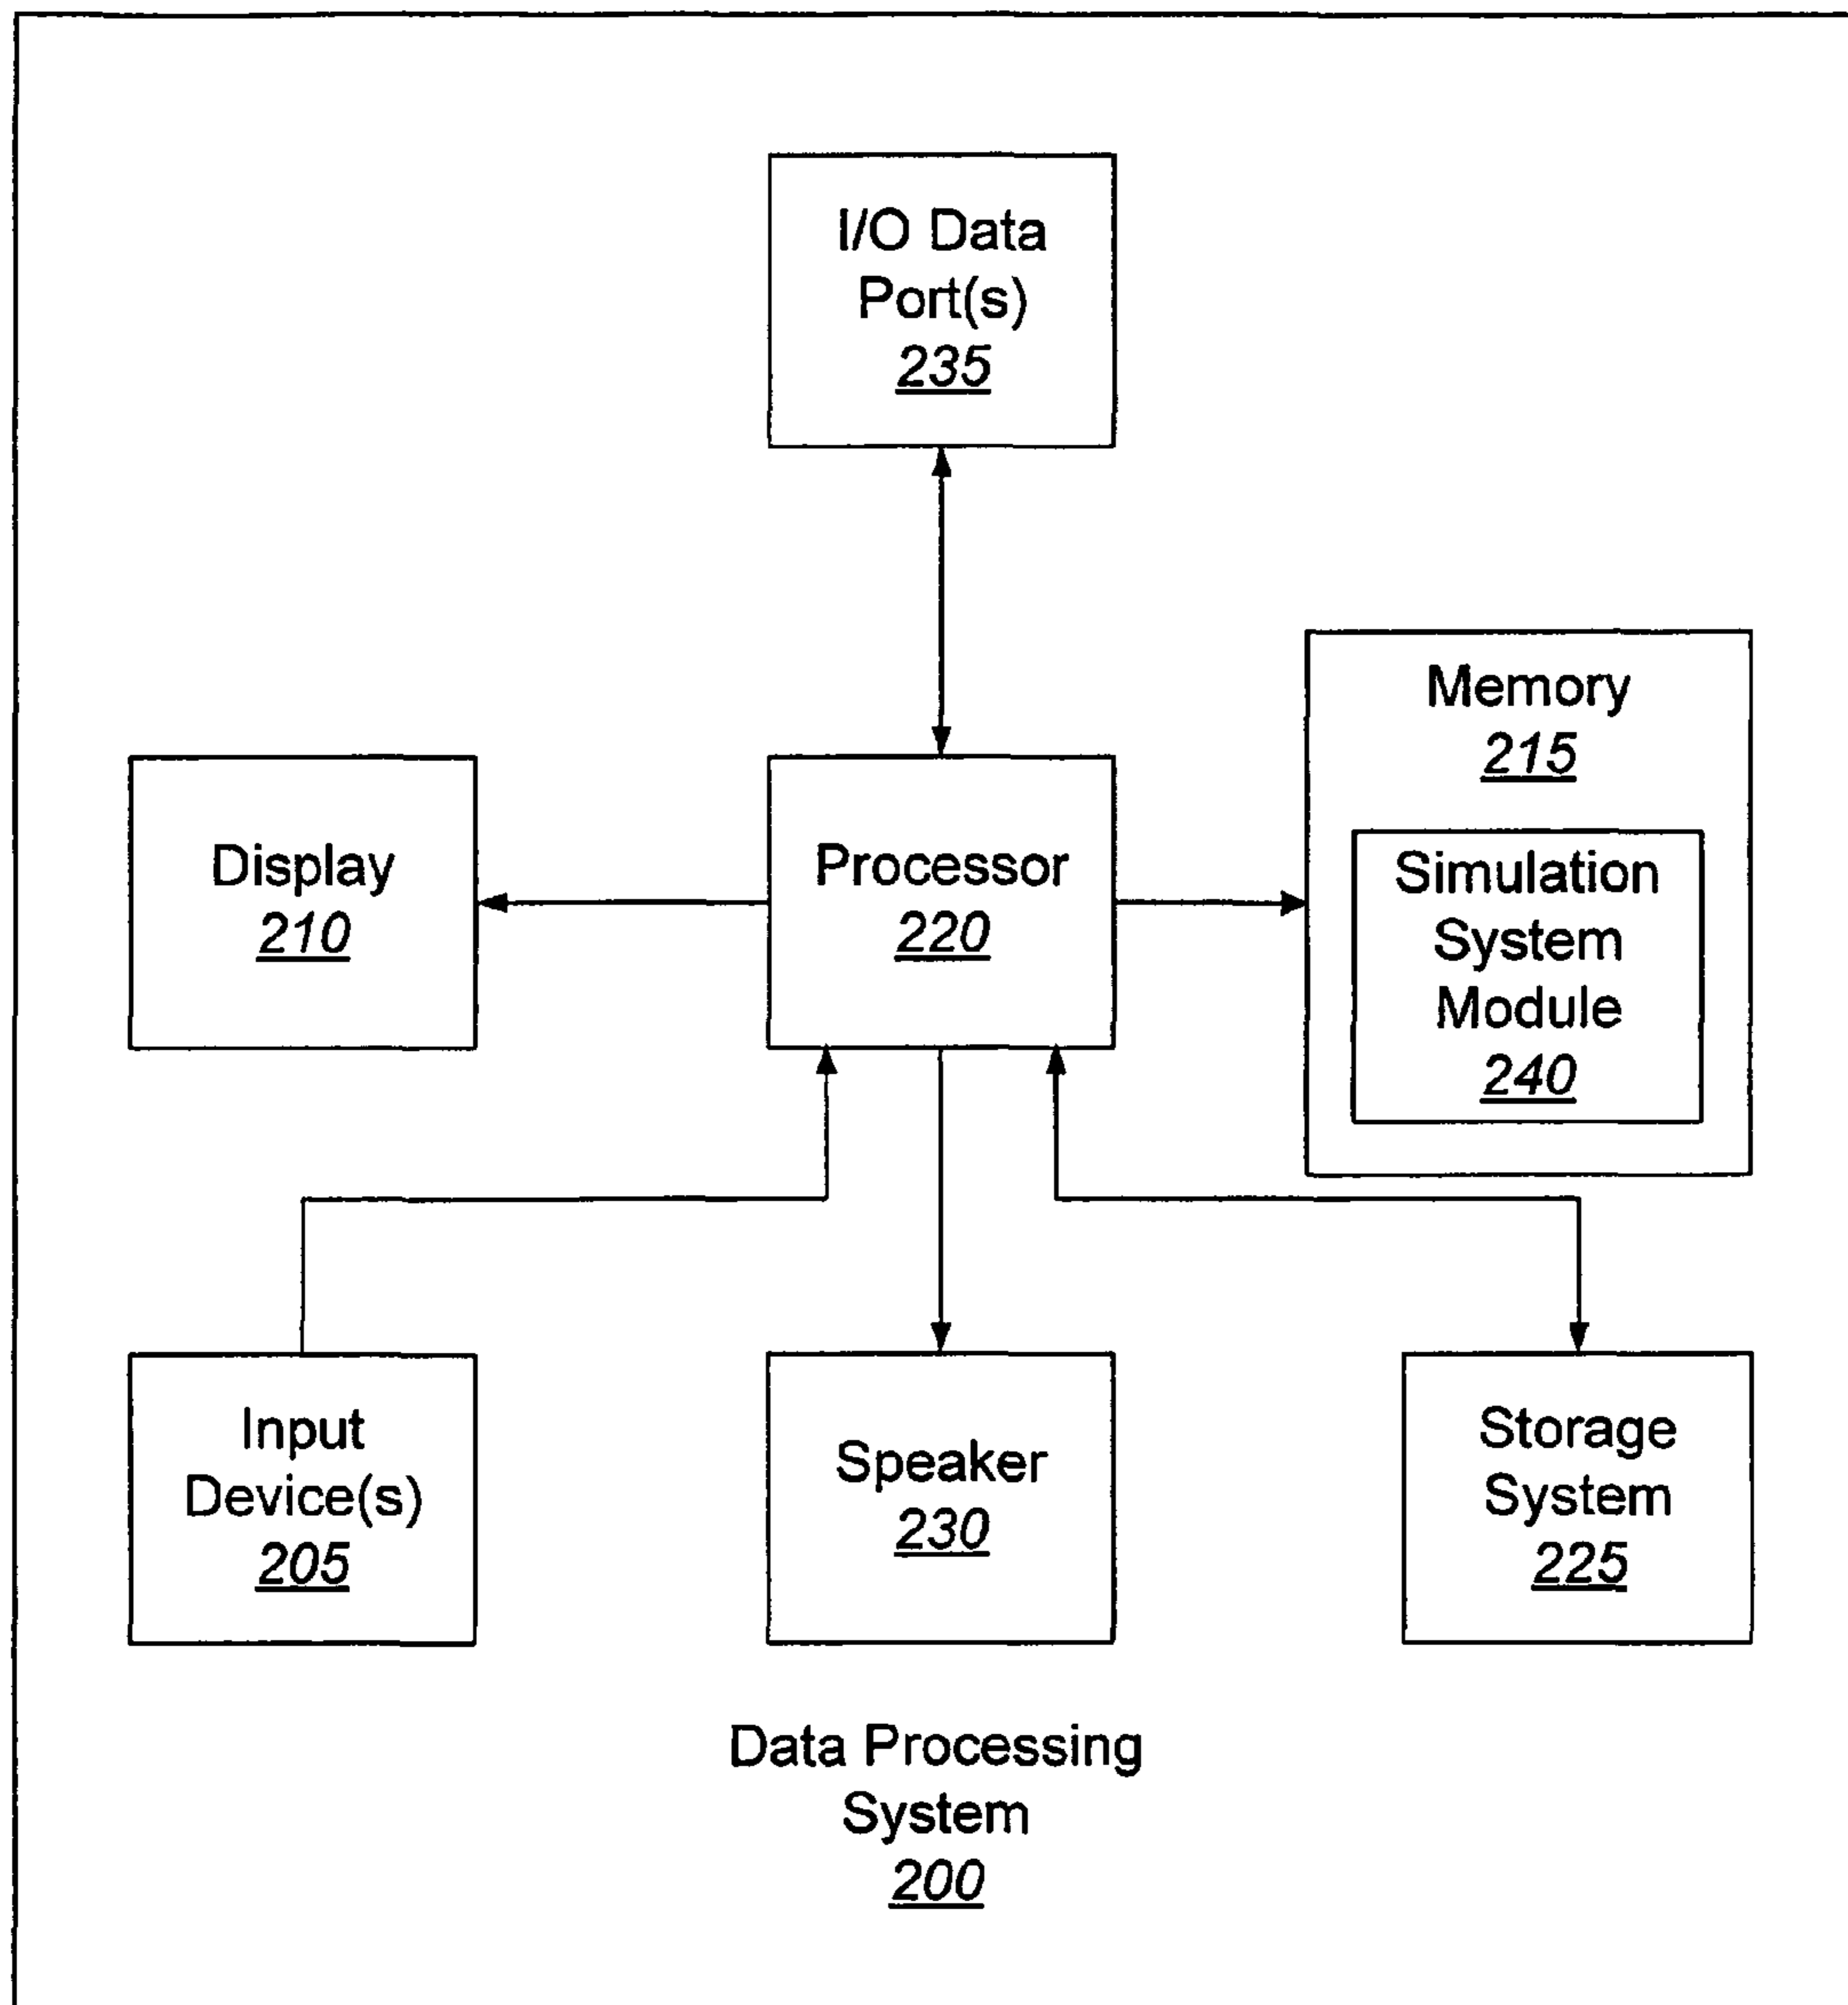 I/O Data
Port(s)
235
Memory
215
Display
210
Processor
220
Simulation
System
Module
240
Input
Device(s)
205
Speaker
230
Storage
System
225
Data Processing
System
200